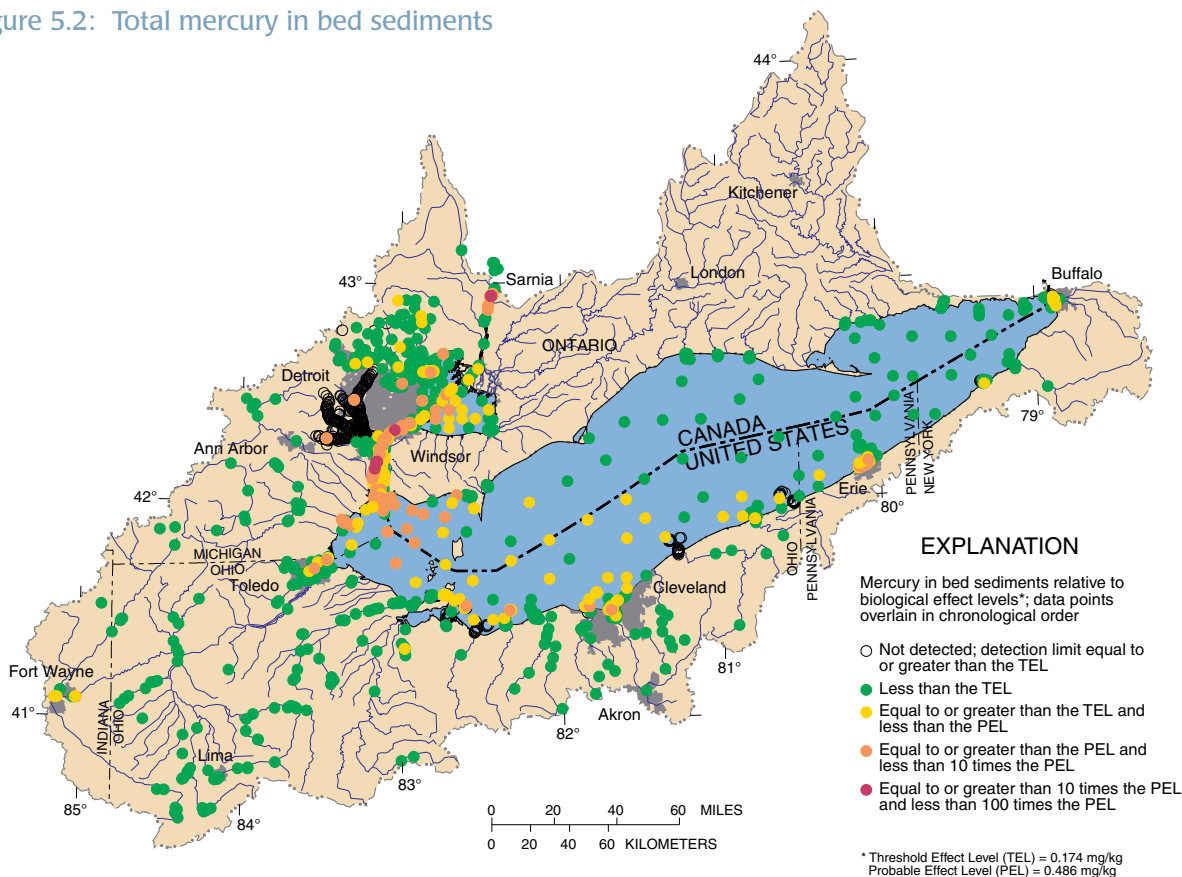 gure 5.2: Total mercury in bed sediments
44°
Kitchener
43°
Sarnia
London
Buffalo
ONTARIO
Detroit
79°
CANADA
UNITED STATES
PENNSYLVANIA
NEW YORK
Ann Arbor
Windsor
Erie
80°
42°
OHIO
PENNSYLVANIA
MICHIGAN
OHIO
Toledo
Cleveland
81°
Fort Wayne
41°
Akron
82°
INDIANA
OHIO
Lima
83°
85°
84°
0 20 40 60 MILES
0 20 40 60 KILOMETERS
EXPLANATION
Mercury in bed sediments relative to
biological effect levels*; data points
overlain in chronological order
Not detected; detection limit equal to
or greater than the TEL
Less than the TEL
Equal to or greater than the TEL and
less than the PEL
Equal to or greater than the PEL and
less than 10 times the PEL
Equal to or greater than 10 times the PEL
and less than 100 times the PEL
* Threshold Effect Level (TEL) = 0.174 mg/kg
Probable Effect Level (PEL) = 0.486 mg/kg